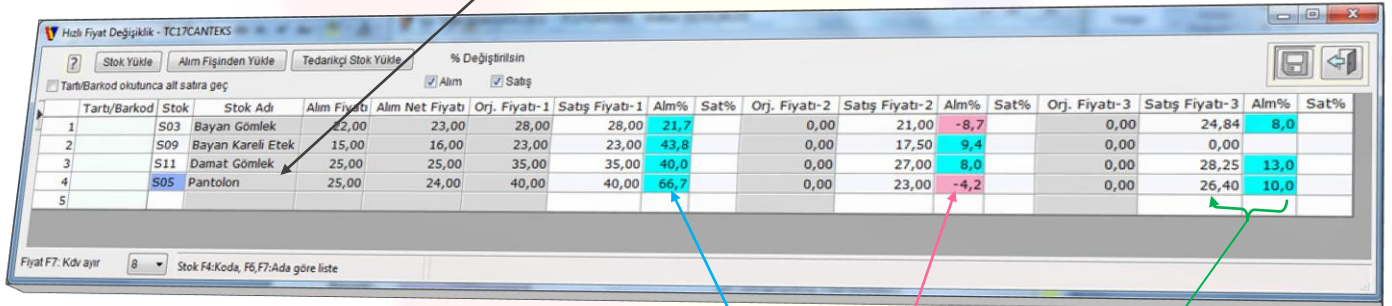 Hızlı Fiyat Değişiklik - TC17CANTEKS
? Stok Yükle Alım Fişinden Yükle Tedarikçi Stok Yükle % Değiştirilsin
Tartı/Barkod okutunca alt satıra geç Alım Satış
Tartı/Barkod Stok Stok Adı Alım Fiyatı Alım Net Fiyatı Orj. Fiyatı-1 Satış Fiyatı-1 Alm% Sat% Orj. Fiyatı-2 Satış Fiyatı-2 Alm% Sat% Orj. Fiyatı-3 Satış Fiyatı-3 Alm% Sat%
1 S03 Bayan Gömlek 22,00 23,00 28,00 28,00 21,7 0,00 21,00 -8,7 0,00 24,84 8,0
2 S09 Bayan Kareli Etek 15,00 16,00 23,00 23,00 43,8 0,00 17,50 9,4 0,00 0,00
3 S11 Damat Gömlek 25,00 25,00 35,00 35,00 40,0 0,00 27,00 8,0 0,00 28,25 13,0
4 S05 Pantolon 25,00 24,00 40,00 40,00 66,7 0,00 23,00 -4,2 0,00 26,40 10,0
5
Fiyat F7: Kdv ayır 8 Stok F4:Koda, F6,F7:Ada göre liste